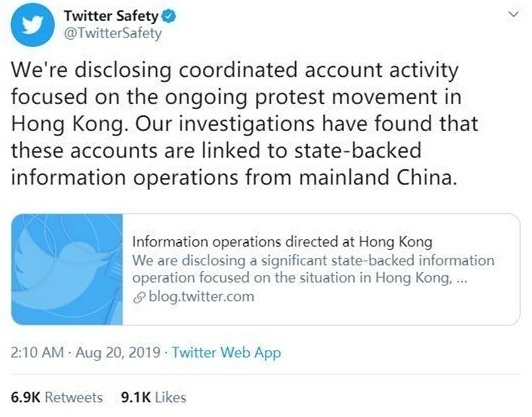 Twitter Safety
@TwitterSafety
We're disclosing coordinated account activity
focused on the ongoing protest movement in
Hong Kong. Our investigations have found that
these accounts are linked to state-backed
information operations from mainland China.
Information operations directed at Hong Kong
We are disclosing a significant state-backed information
operation focused on the situation in Hong Kong, ...
blog.twitter.com
2:10 AM · Aug 20, 2019 · Twitter Web App
6.9K Retweets 9.1K Likes